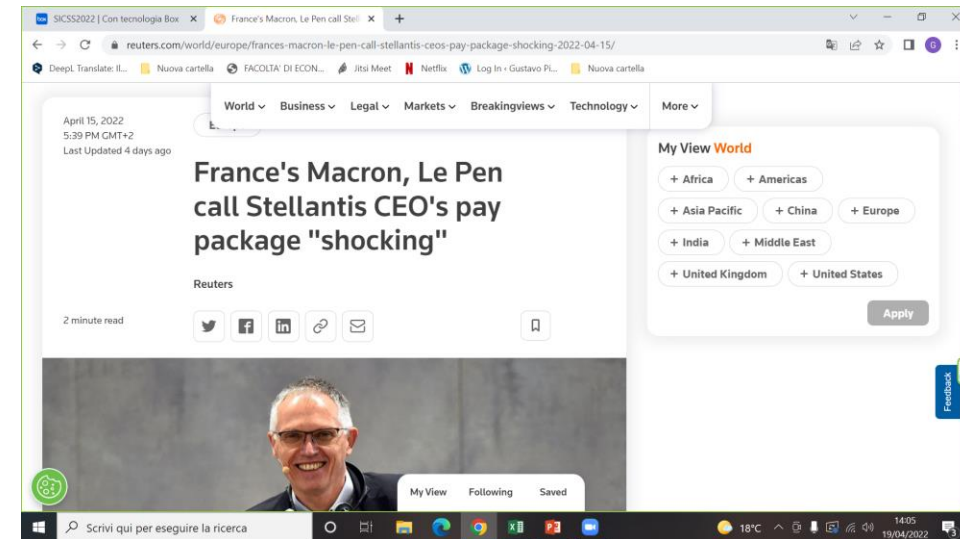 SICSS2022 | Con tecnologia Box
France's Macron, Le Pen call Stell
reuters.com/world/europe/frances-macron-le-pen-call-stellantis-ceos-pay-package-shocking-2022-04-15/
G
DeepL Translate: Il...
Nuova cartella
FACOLTA' DI ECON...
Jitsi Meet
Netflix
Log In ‹ Gustavo Pi...
Nuova cartella
World
Business
Legal
Markets
Breakingviews
Technology
More
April 15, 2022
5:39 PM GMT+2
Last Updated 4 days ago
France's Macron, Le Pen
call Stellantis CEO's pay
package "shocking"
Reuters
2 minute read
My View World
+ Africa
+ Americas
+ Asia Pacific
+ China
+ Europe
+ India
+ Middle East
+ United Kingdom
+ United States
Apply
Feedback
My View
Following
Saved
Scrivi qui per eseguire la ricerca
18°C
14:05
19/04/2022
3